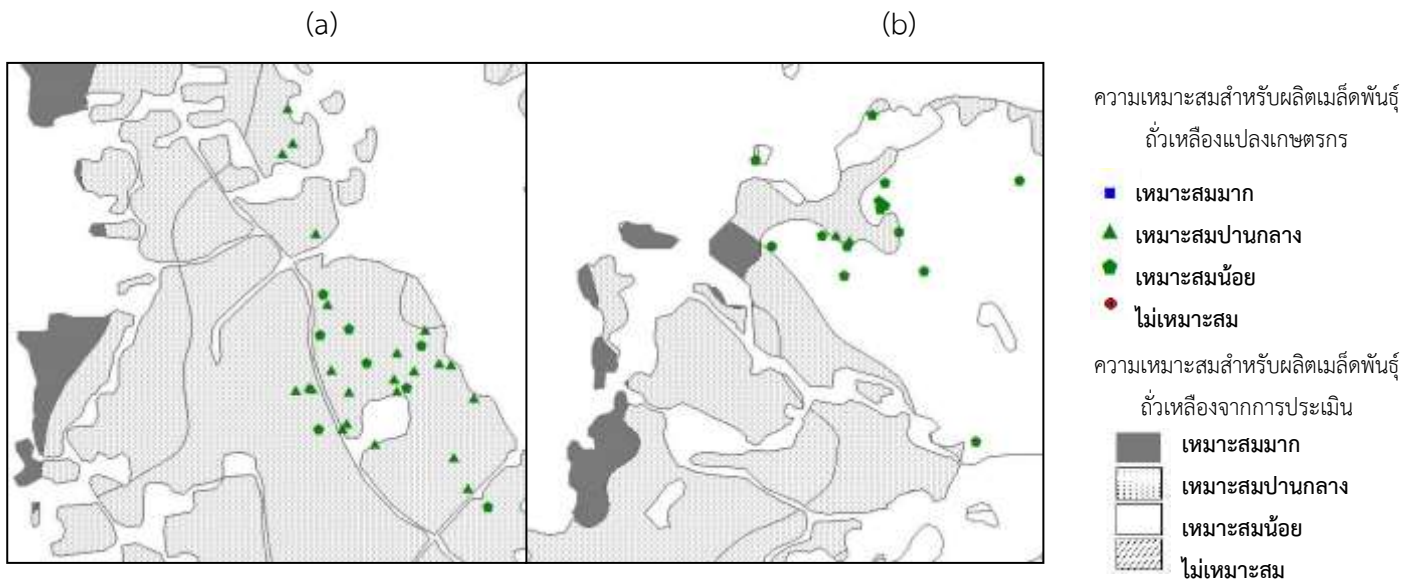 (a)
(b)
ความเหมาะสมสำหรับผลิตเมล็ดพันธุ์
ถั่วเหลืองแปลงเกษตรกร
เหมาะสมมาก
เหมาะสมปานกลาง
เหมาะสมน้อย
ไม่เหมาะสม
ความเหมาะสมสำหรับผลิตเมล็ดพันธุ์
ถั่วเหลืองจากการประเมิน
เหมาะสมมาก
เหมาะสมปานกลาง
เหมาะสมน้อย
ไม่เหมาะสม